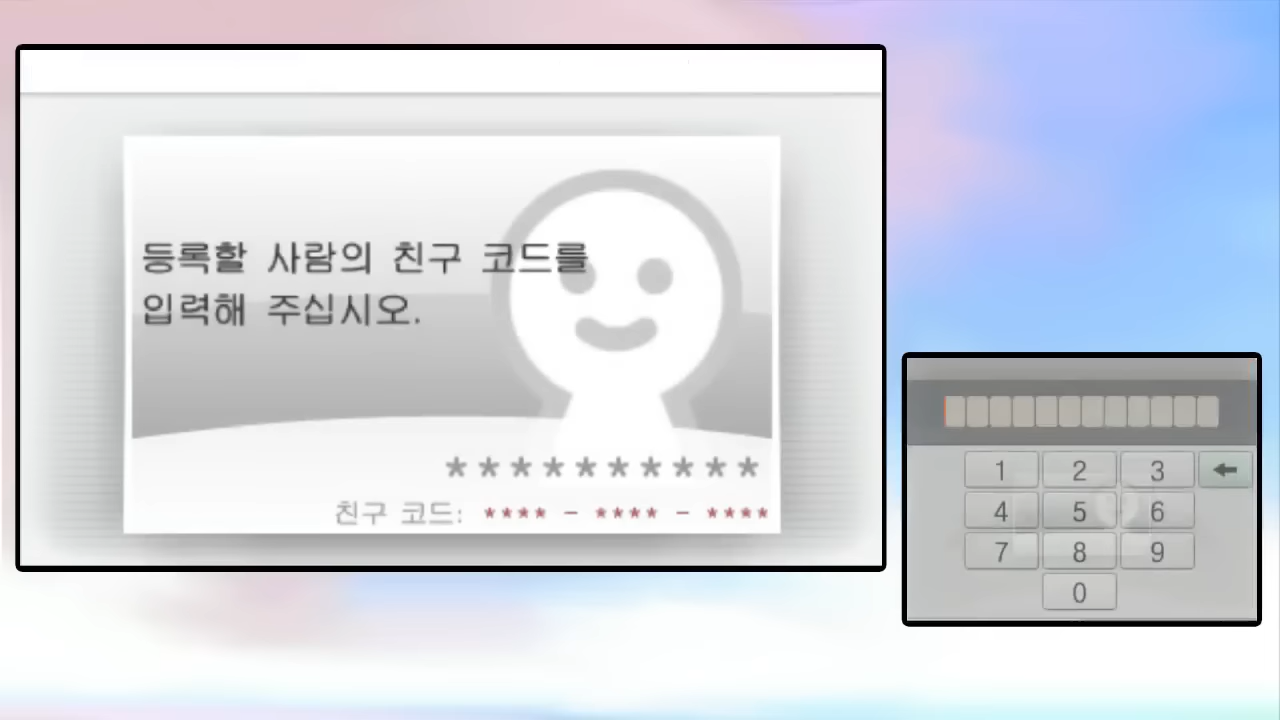 등록할 사람의 친구 코드를
입력해 주십시오.
**********
친구 코드: **** - **** - ****
1 2 3 ←
4 5 6
7 8 9
0